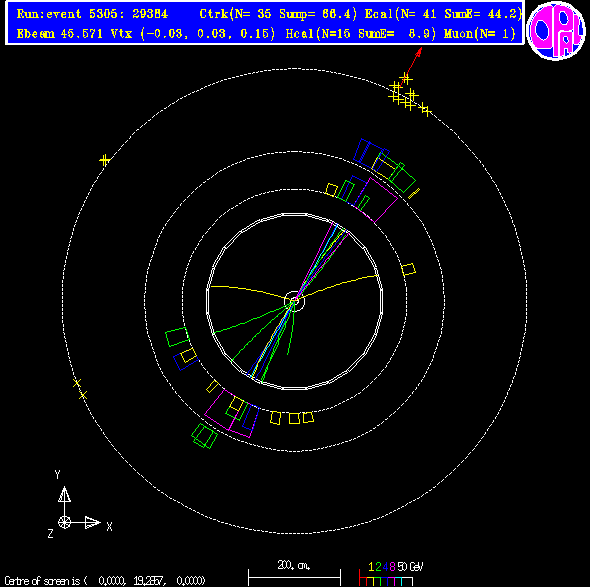 Run:event 5305: 29384 Ctrk(N= 35 Sump= 66.4) Ecal(N= 41 SumE= 44.2)
Ebeam 45.571 Vtx (-0.03, 0.03, 0.15) Hcal(N=15 SumE= 8.9) Muon(N= 1)
OPAL
Y
X
Z
200. cm.
1 2 4 8 50 GeV
Centre of screen is ( 0.0000, 19.2857, 0.0000)